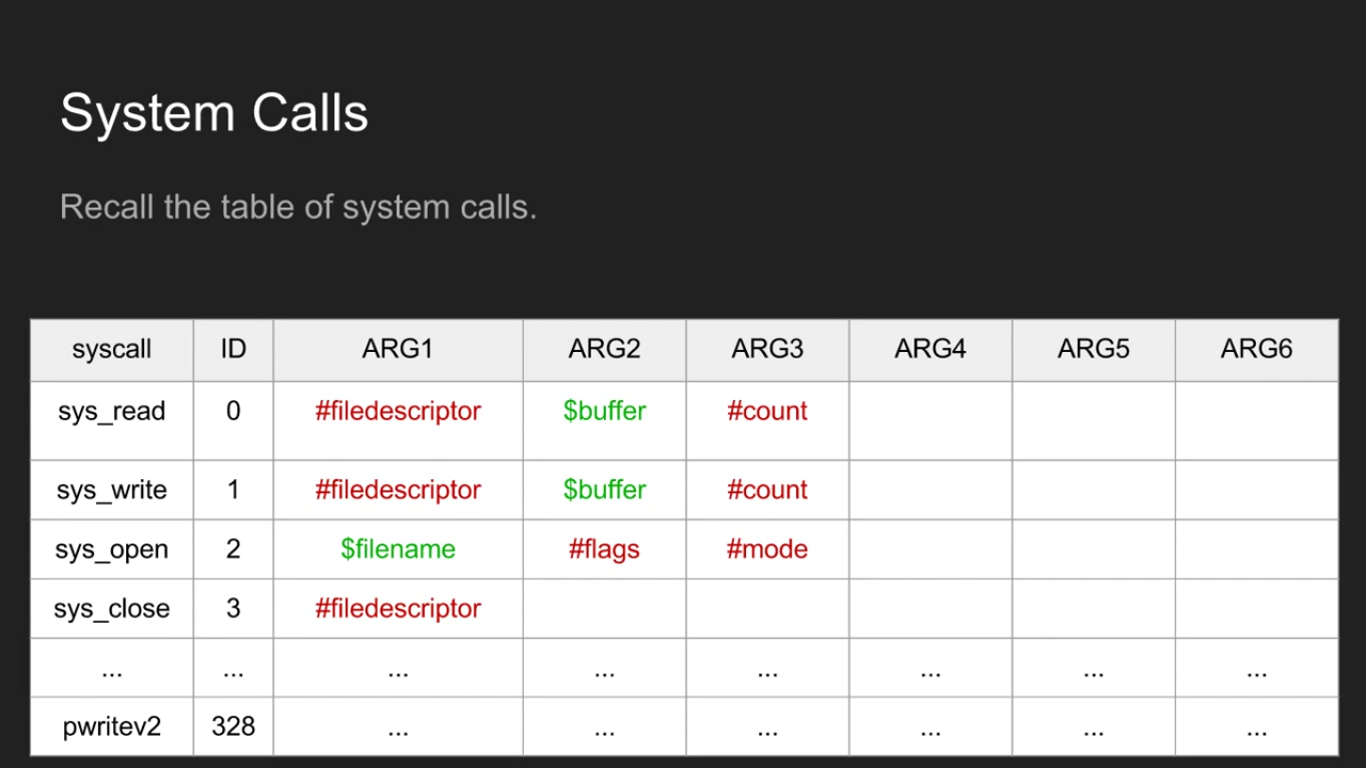 System Calls
Recall the table of system calls.
syscall ID ARG1 ARG2 ARG3 ARG4 ARG5 ARG6
sys_read 0 #filedescriptor $buffer #count
sys_write 1 #filedescriptor $buffer #count
sys_open 2 $filename #flags #mode
sys_close 3 #filedescriptor
... ... ... ... ... ... ... ...
pwritev2 328 ... ... ... ... ... ...